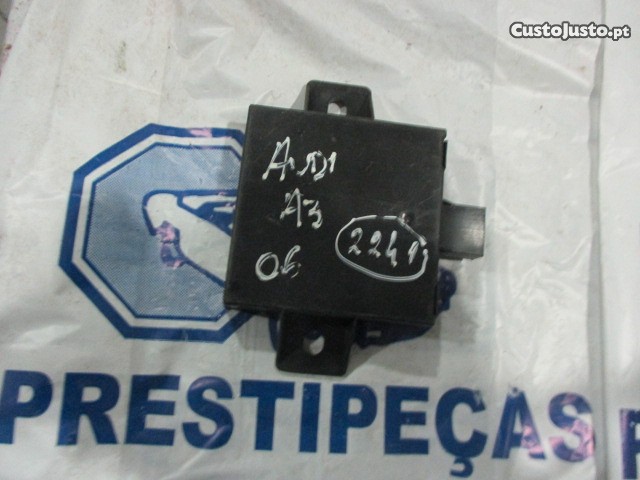 CustoJusto.pt
AUDI
A3
2241
06
PRESTIPEÇAS